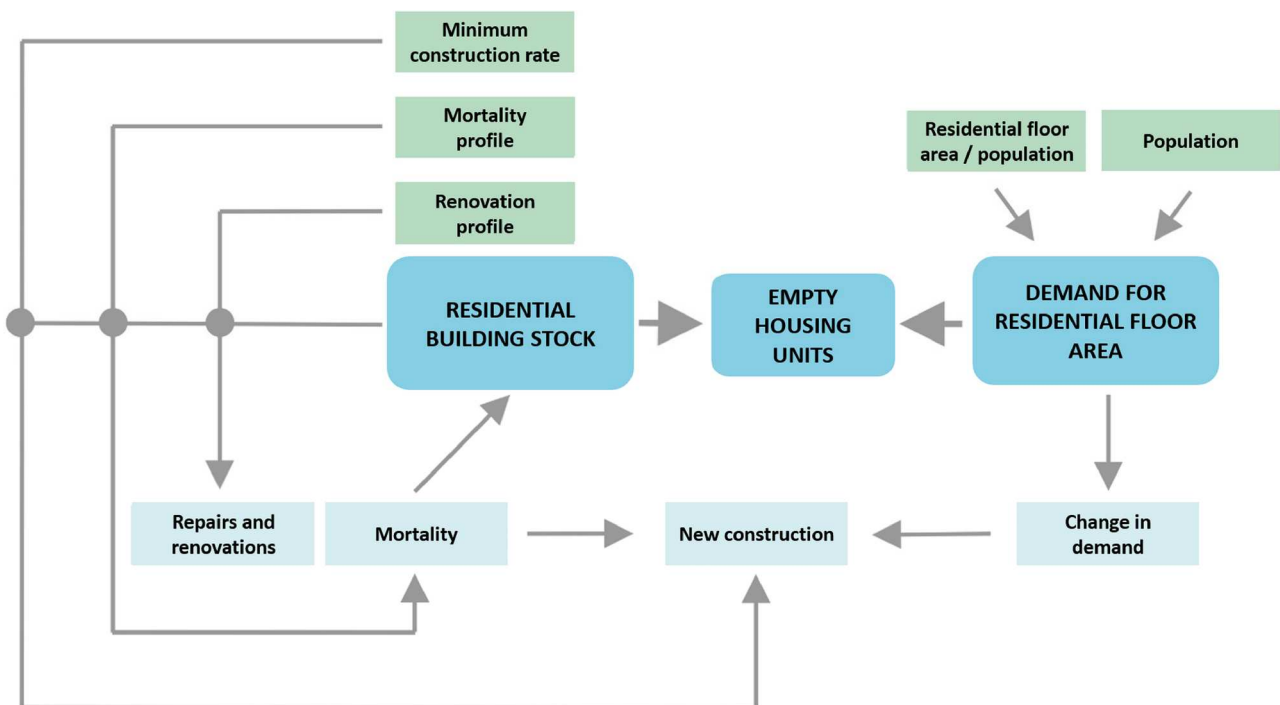 Minimum
construction rate
Mortality
profile
Residential floor
area / population
Population
Renovation
profile
RESIDENTIAL
BUILDING STOCK
EMPTY
HOUSING
UNITS
DEMAND FOR
RESIDENTIAL FLOOR
AREA
Repairs and
renovations
Mortality
New construction
Change in
demand